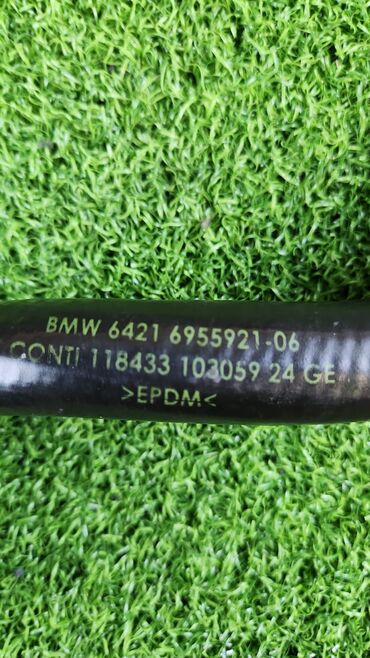 BMW 6421 6955921-06
CONTI 118433 103059 24 GE
>EPDM<